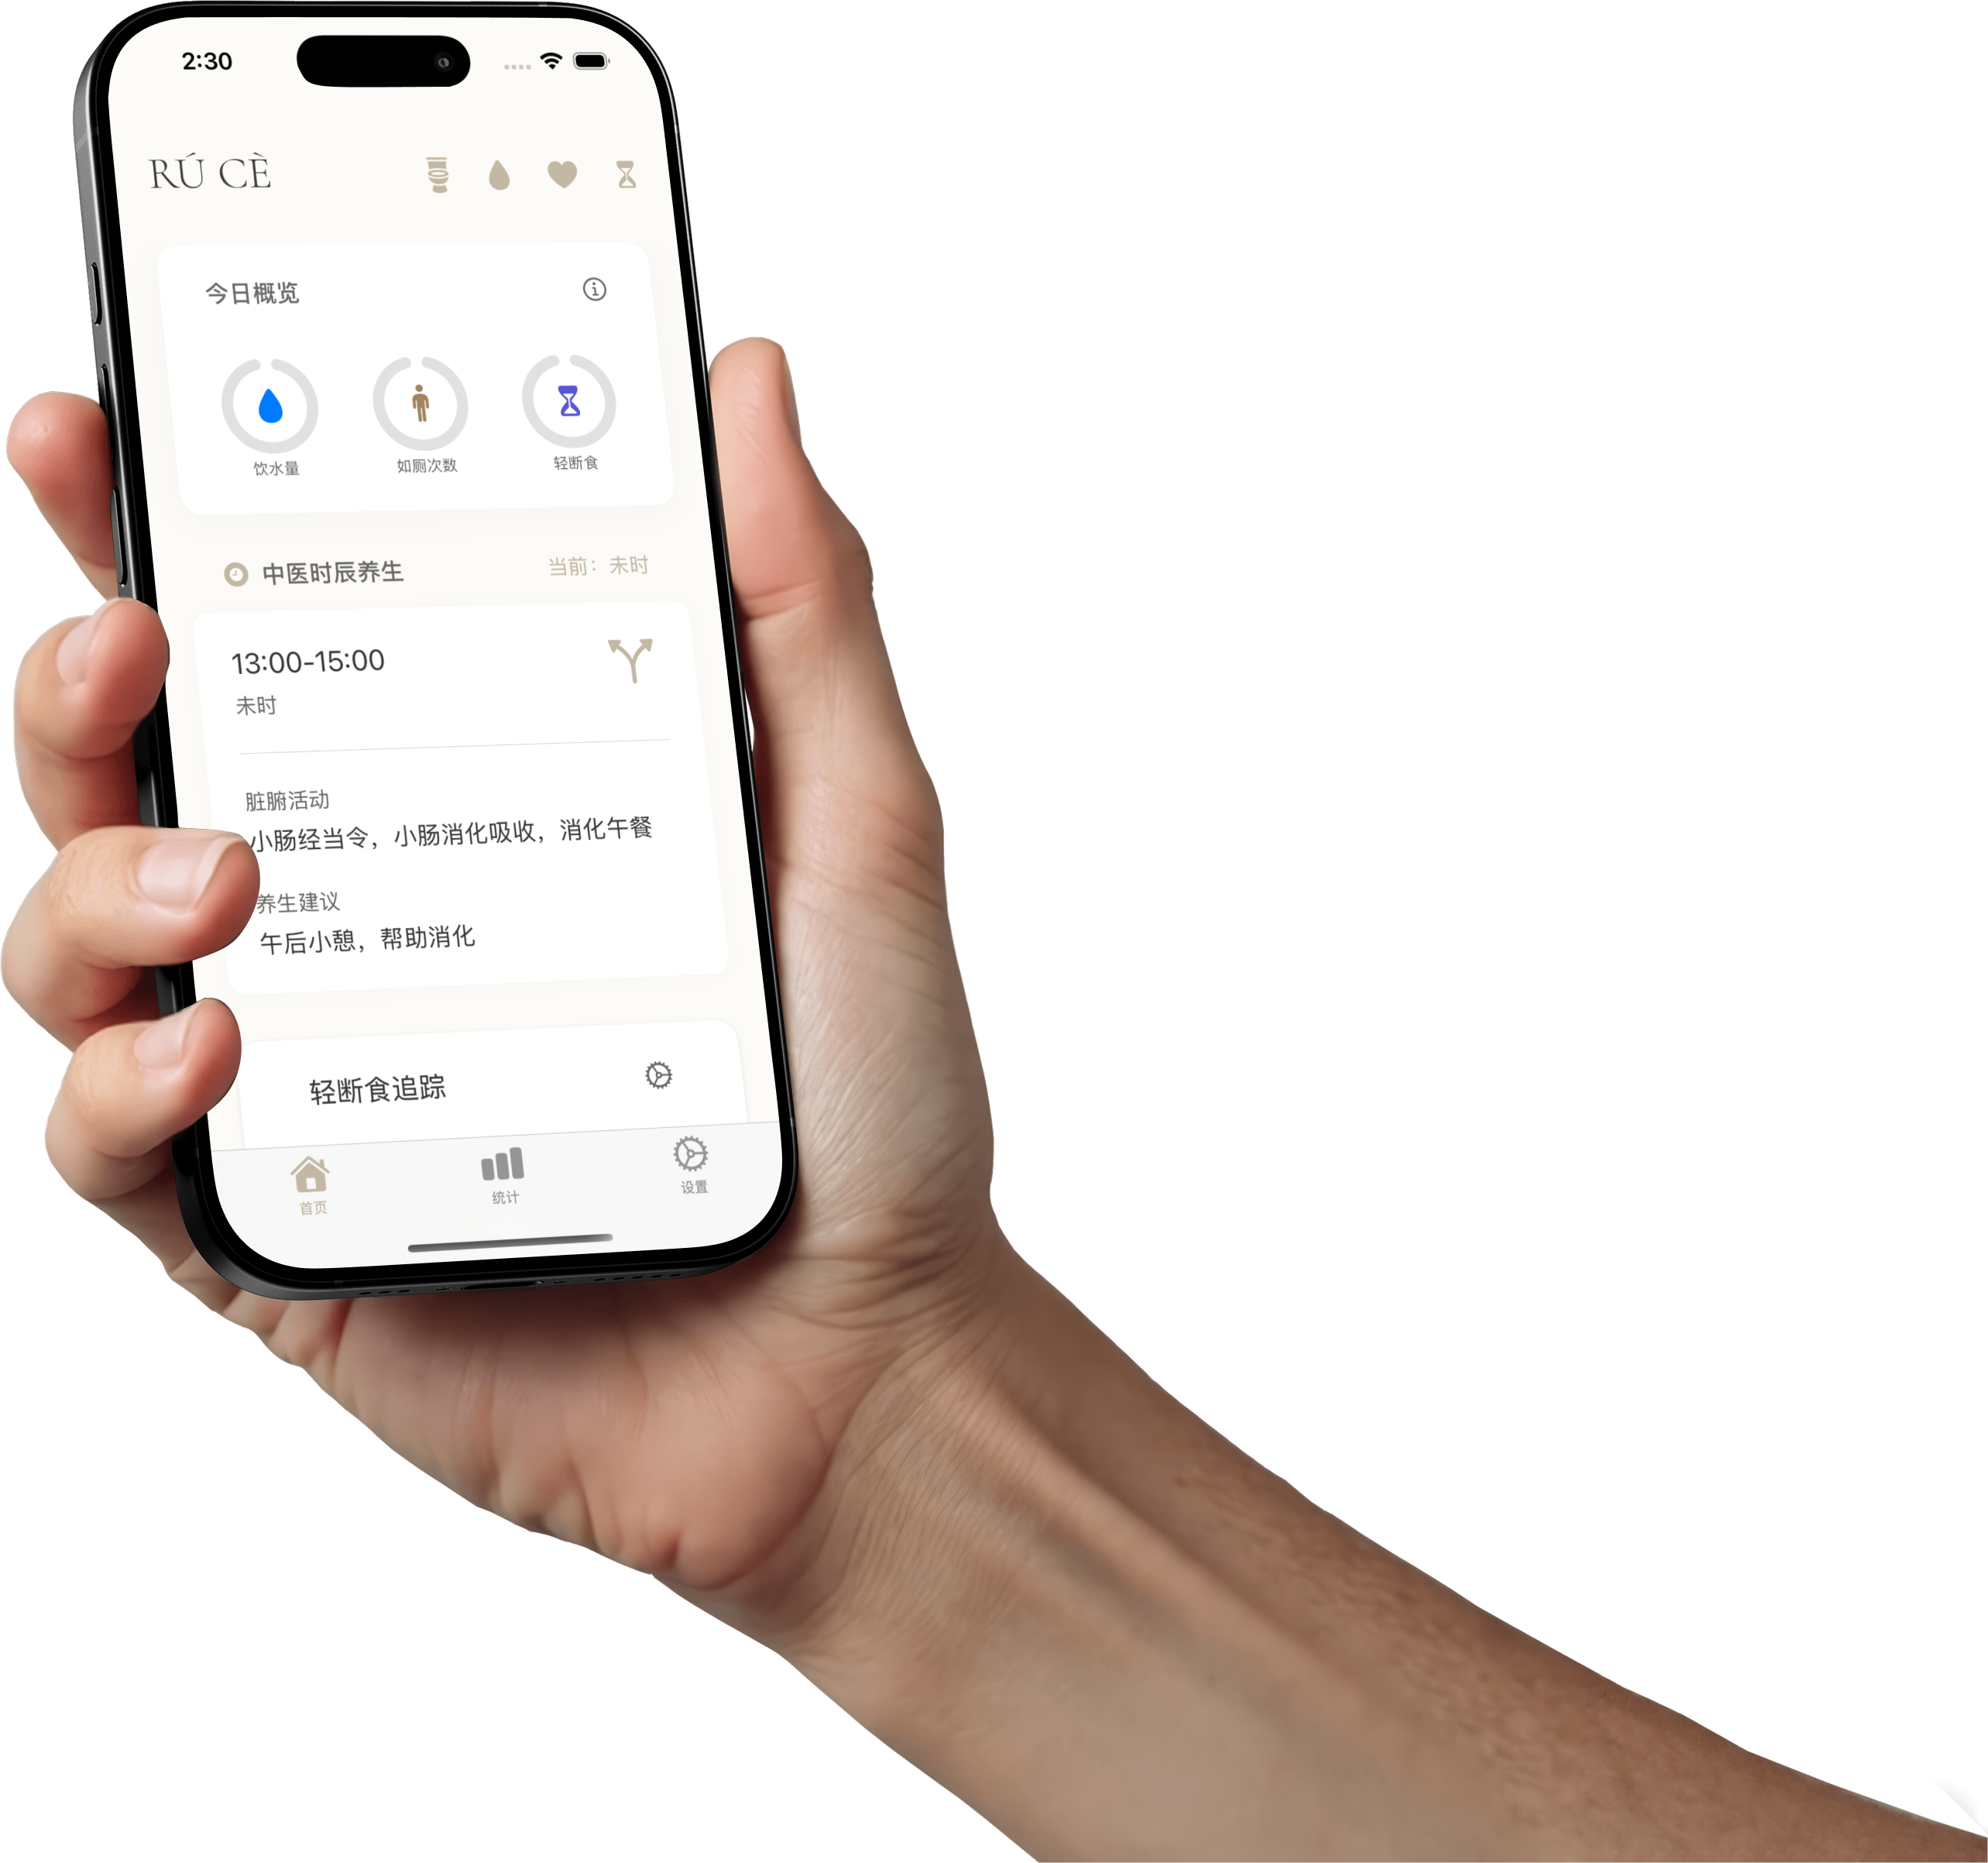 2:30
RÚ CÈ
今日概览
饮水量
如厕次数
轻断食
中医时辰养生
当前：未时
13:00-15:00
未时
脏腑活动
小肠经当令，小肠消化吸收，消化午餐
养生建议
午后小憩，帮助消化
轻断食追踪
首页
统计
设置